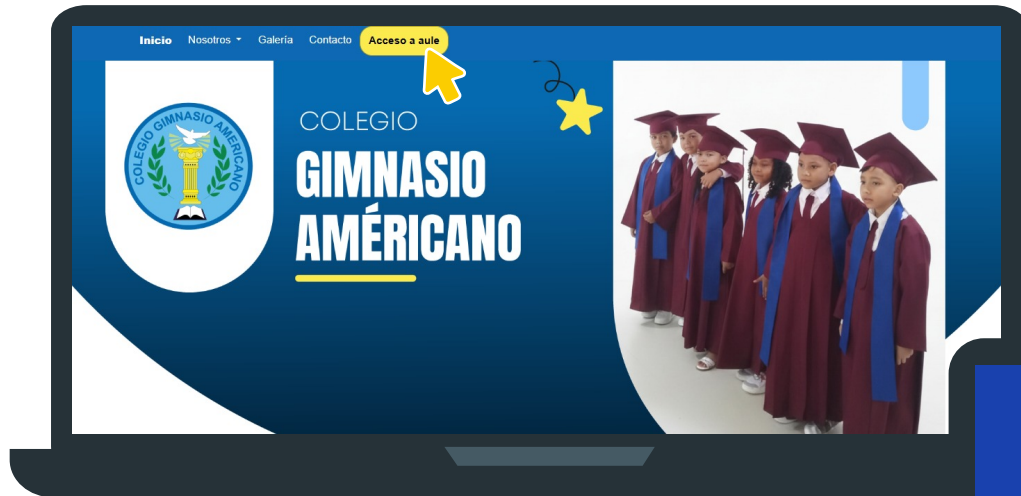 Inicio Nosotros Galería Contacto Acceso a aule
COLEGIO GIMNASIO AMERICANO
COLEGIO
GIMNASIO
AMÉRICANO